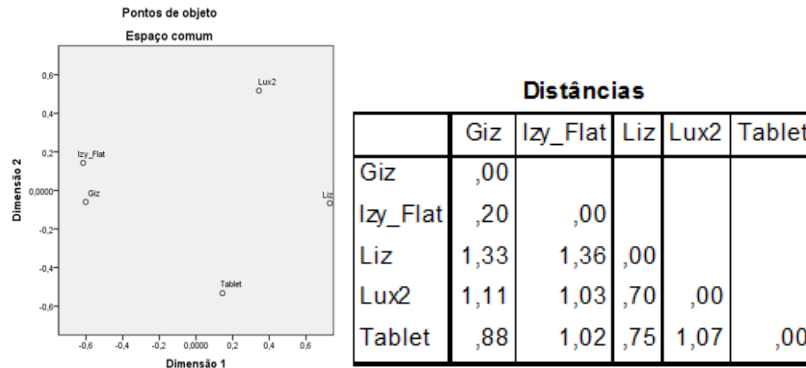 Pontos de objeto
Espaço comum
0,6
0,4
0,2
0,0000
-0,2
-0,4
-0,6
Dimensão 2
Lux2
Izy_Flat
Giz
Liz
Tablet
-0,6 -0,4 -0,2 0,0000 0,2 0,4 0,6
Dimensão 1
Distâncias
Giz Izy_Flat Liz Lux2 Tablet
Giz ,00
Izy_Flat ,20 ,00
Liz 1,33 1,36 ,00
Lux2 1,11 1,03 ,70 ,00
Tablet ,88 1,02 ,75 1,07 ,00